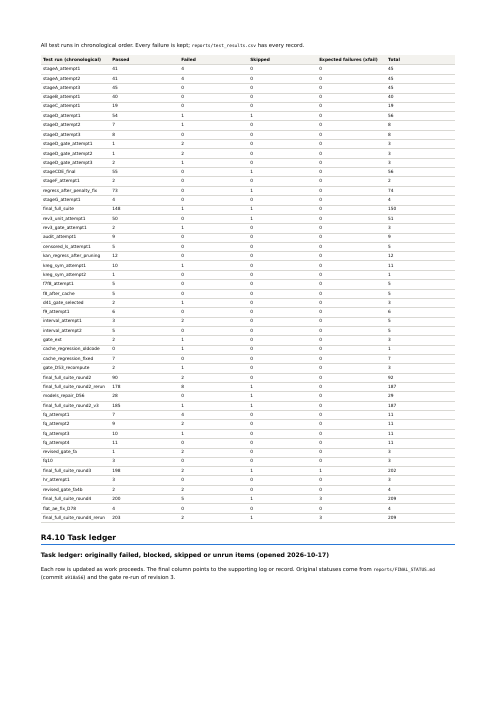 All test runs in chronological order. Every failure is kept; reports/test_results.csv has every record.
Test run (chronological) Passed Failed Skipped Expected failures (xfail) Total
stageA_attempt1 41 4 0 0 45
stageA_attempt2 41 4 0 0 45
stageA_attempt3 45 0 0 0 45
stageB_attempt1 40 0 0 0 40
stageC_attempt1 19 0 0 0 19
stageD_attempt1 54 1 1 0 56
stageD_attempt2 7 1 0 0 8
stageD_attempt3 8 0 0 0 8
stageD_gate_attempt1 1 2 0 0 3
stageD_gate_attempt2 1 2 0 0 3
stageD_gate_attempt3 2 1 0 0 3
stageCDE_final 55 0 1 0 56
stageF_attempt1 2 0 0 0 2
regress_after_penalty_fix 73 0 1 0 74
stageG_attempt1 4 0 0 0 4
final_full_suite 148 1 1 0 150
rev3_unit_attempt1 50 0 1 0 51
rev3_gate_attempt1 2 1 0 0 3
audit_attempt1 9 0 0 0 9
censored_ls_attempt1 5 0 0 0 5
kan_regress_after_pruning 12 0 0 0 12
kreg_sym_attempt1 10 1 0 0 11
kreg_sym_attempt2 1 0 0 0 1
f7f8_attempt1 5 0 0 0 5
f8_after_cache 5 0 0 0 5
d41_gate_selected 2 1 0 0 3
f9_attempt1 6 0 0 0 6
interval_attempt1 3 2 0 0 5
interval_attempt2 5 0 0 0 5
gate_ext 2 1 0 0 3
cache_regression_oldcode 0 1 0 0 1
cache_regression_fixed 7 0 0 0 7
gate_D53_recompute 2 1 0 0 3
final_full_suite_round2 90 2 0 0 92
final_full_suite_round2_rerun 178 8 1 0 187
models_repair_D56 28 0 1 0 29
final_full_suite_round2_v3 185 1 1 0 187
fq_attempt1 7 4 0 0 11
fq_attempt2 9 2 0 0 11
fq_attempt3 10 1 0 0 11
fq_attempt4 11 0 0 0 11
revised_gate_fa 1 2 0 0 3
fq10 3 0 0 0 3
final_full_suite_round3 198 2 1 1 202
hr_attempt1 3 0 0 0 3
revised_gate_fa4b 2 2 0 0 4
final_full_suite_round4 200 5 1 3 209
flat_ae_fix_D78 4 0 0 0 4
final_full_suite_round4_rerun 203 2 1 3 209
R4.10 Task ledger
Task ledger: originally failed, blocked, skipped or unrun items (opened 2026-10-17)
Each row is updated as work proceeds. The final column points to the supporting log or record. Original statuses come from reports/FINAL_STATUS.md
(commit a918a56) and the gate re-run of revision 3.